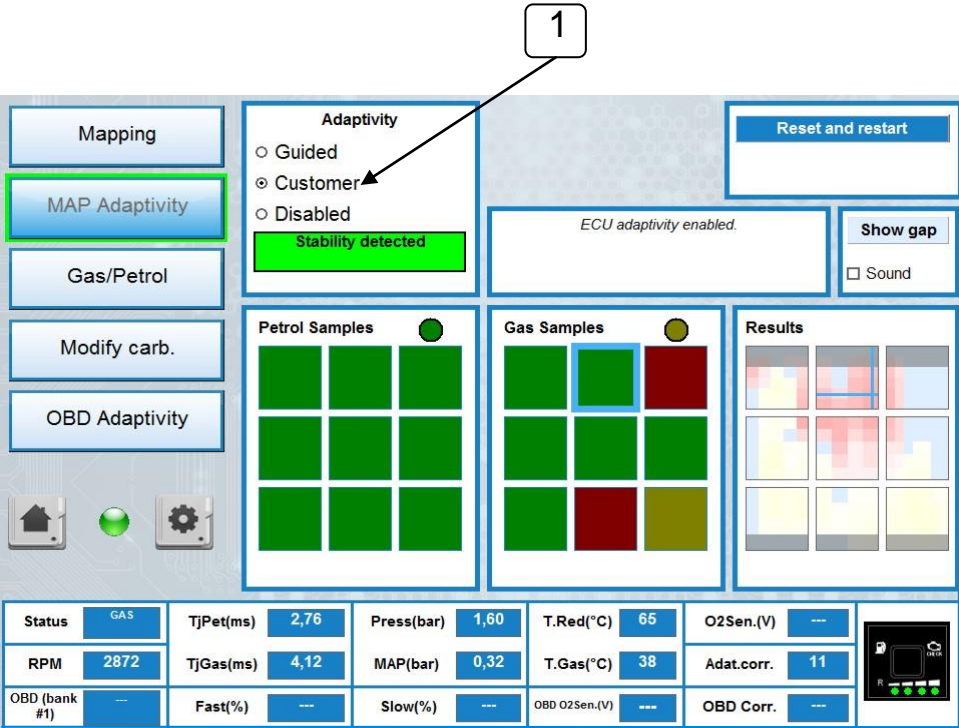 1
Mapping
MAP Adaptivity
Gas/Petrol
Modify carb.
OBD Adaptivity
Adaptivity
Guided
Customer
Disabled
Stability detected
Reset and restart
ECU adaptivity enabled.
Show gap
Sound
Petrol Samples
Gas Samples
Results
Status GAS TjPet(ms) 2,76 Press(bar) 1,60 T.Red(°C) 65 O2Sen.(V) ---
RPM 2872 TjGas(ms) 4,12 MAP(bar) 0,32 T.Gas(°C) 38 Adat.corr. 11
OBD (bank #1) --- Fast(%) --- Slow(%) --- OBD O2Sen.(V) --- OBD Corr. ---
CHECK
R